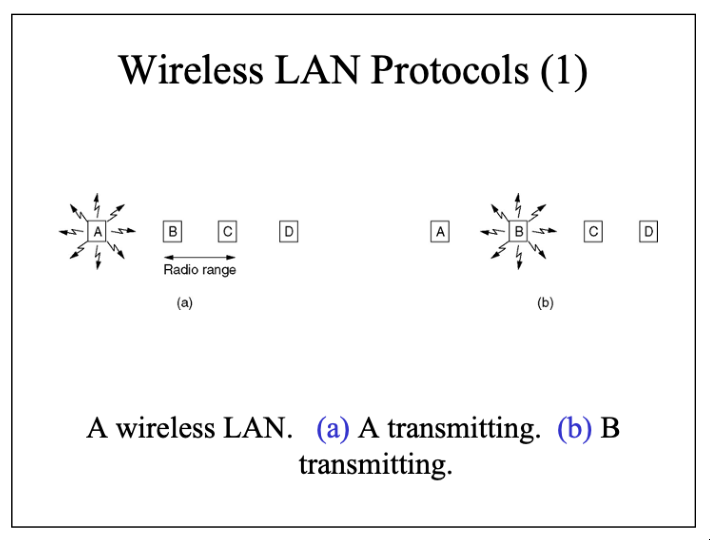 Wireless LAN Protocols (1)
A B C D
Radio range
(a)
A B C D
(b)
A wireless LAN. (a) A transmitting. (b) B
transmitting.